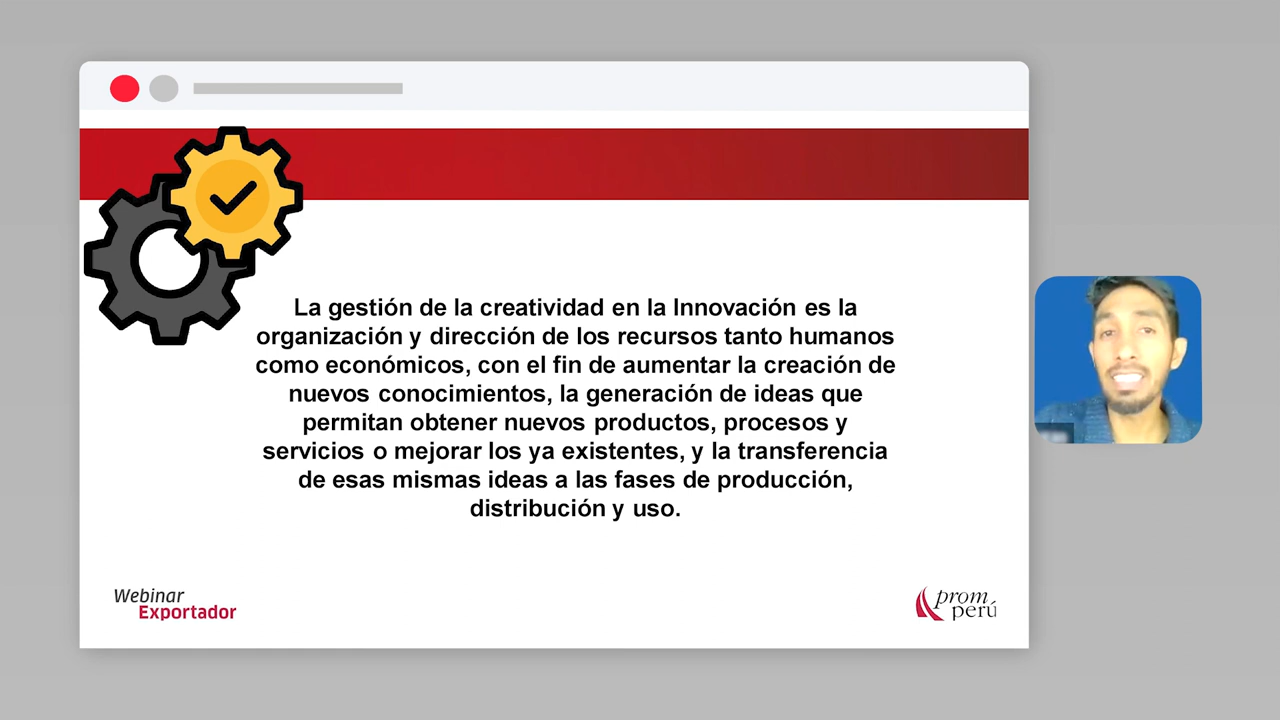 La gestión de la creatividad en la Innovación es la
organización y dirección de los recursos tanto humanos
como económicos, con el fin de aumentar la creación de
nuevos conocimientos, la generación de ideas que
permitan obtener nuevos productos, procesos y
servicios o mejorar los ya existentes, y la transferencia
de esas mismas ideas a las fases de producción,
distribución y uso.
Webinar
Exportador
prom
perú